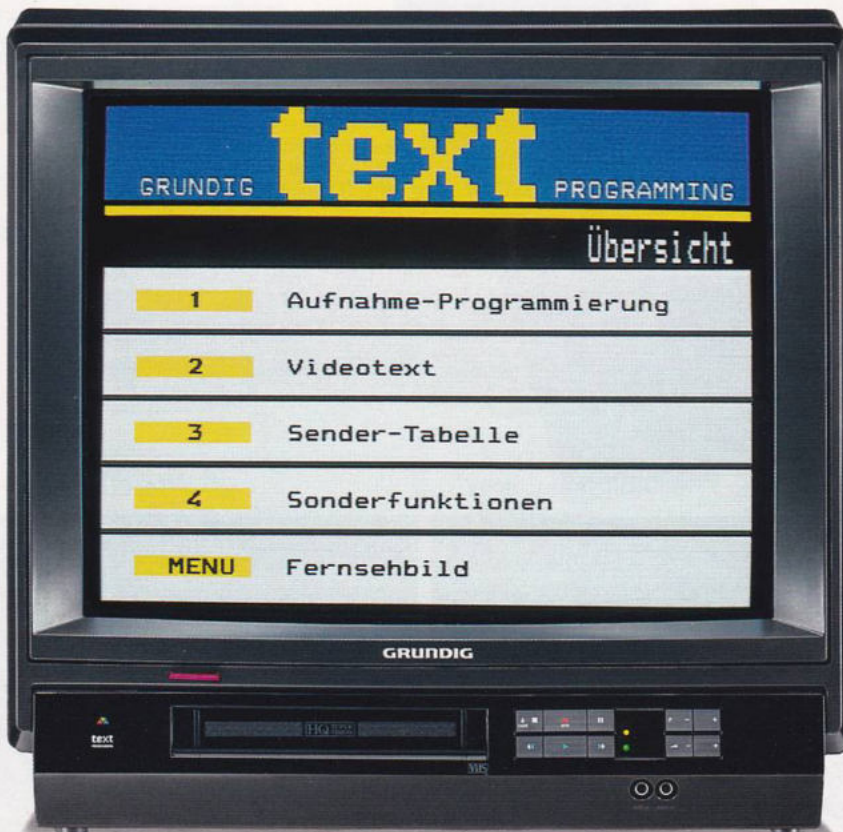 text
GRUNDIG PROGRAMMING
Übersicht
1 Aufnahme-Programmierung
2 Videotext
3 Sender-Tabelle
4 Sonderfunktionen
MENU Fernsehbild
GRUNDIG
text
HQ
VHS